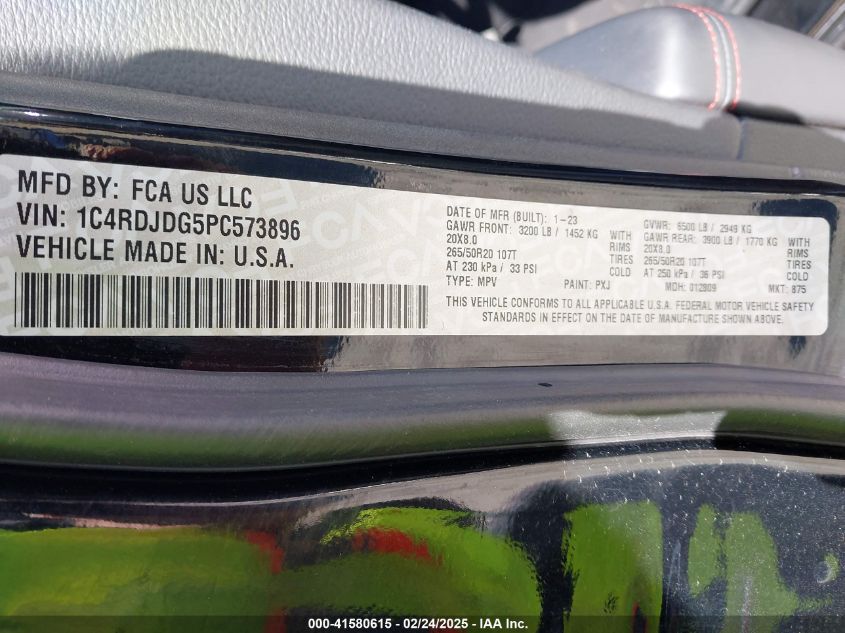 MFD BY: FCA US LLC
VIN: 1C4RDJDG5PC573896
VEHICLE MADE IN: U.S.A.
DATE OF MFR (BUILT): 1-23
GAWR FRONT: 3200 LB / 1452 KG WITH
20X8.0 RIMS
265/50R20 107T TIRES
AT 230 kPa / 33 PSI COLD
TYPE: MPV PAINT: PXJ
GVWR: 6500 LB / 2949 KG
GAWR REAR: 3900 LB / 1770 KG WITH
20X8.0 RIMS
265/50R20 107T TIRES
AT 250 kPa / 36 PSI COLD
MDH: 012909 MKT: 875
THIS VEHICLE CONFORMS TO ALL APPLICABLE U.S.A. FEDERAL MOTOR VEHICLE SAFETY
STANDARDS IN EFFECT ON THE DATE OF MANUFACTURE SHOWN ABOVE.
000-41580615 - 02/24/2025 - IAA Inc.